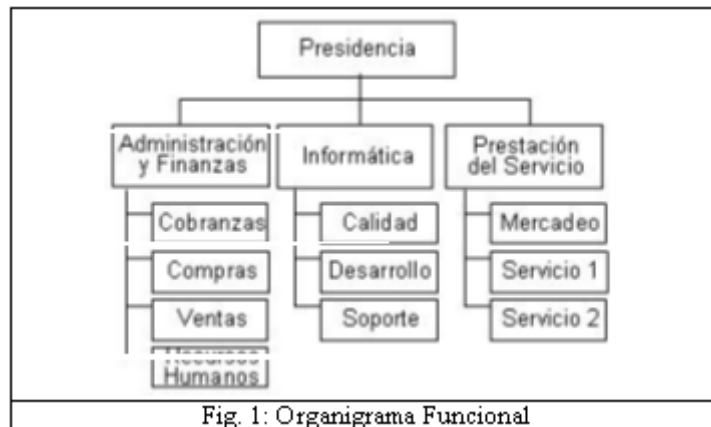 Presidencia
Administración
y Finanzas
Informática
Prestación
del Servicio
Cobranzas
Compras
Ventas
Recursos
Humanos
Calidad
Desarrollo
Soporte
Mercadeo
Servicio 1
Servicio 2
Fig. 1: Organigrama Funcional